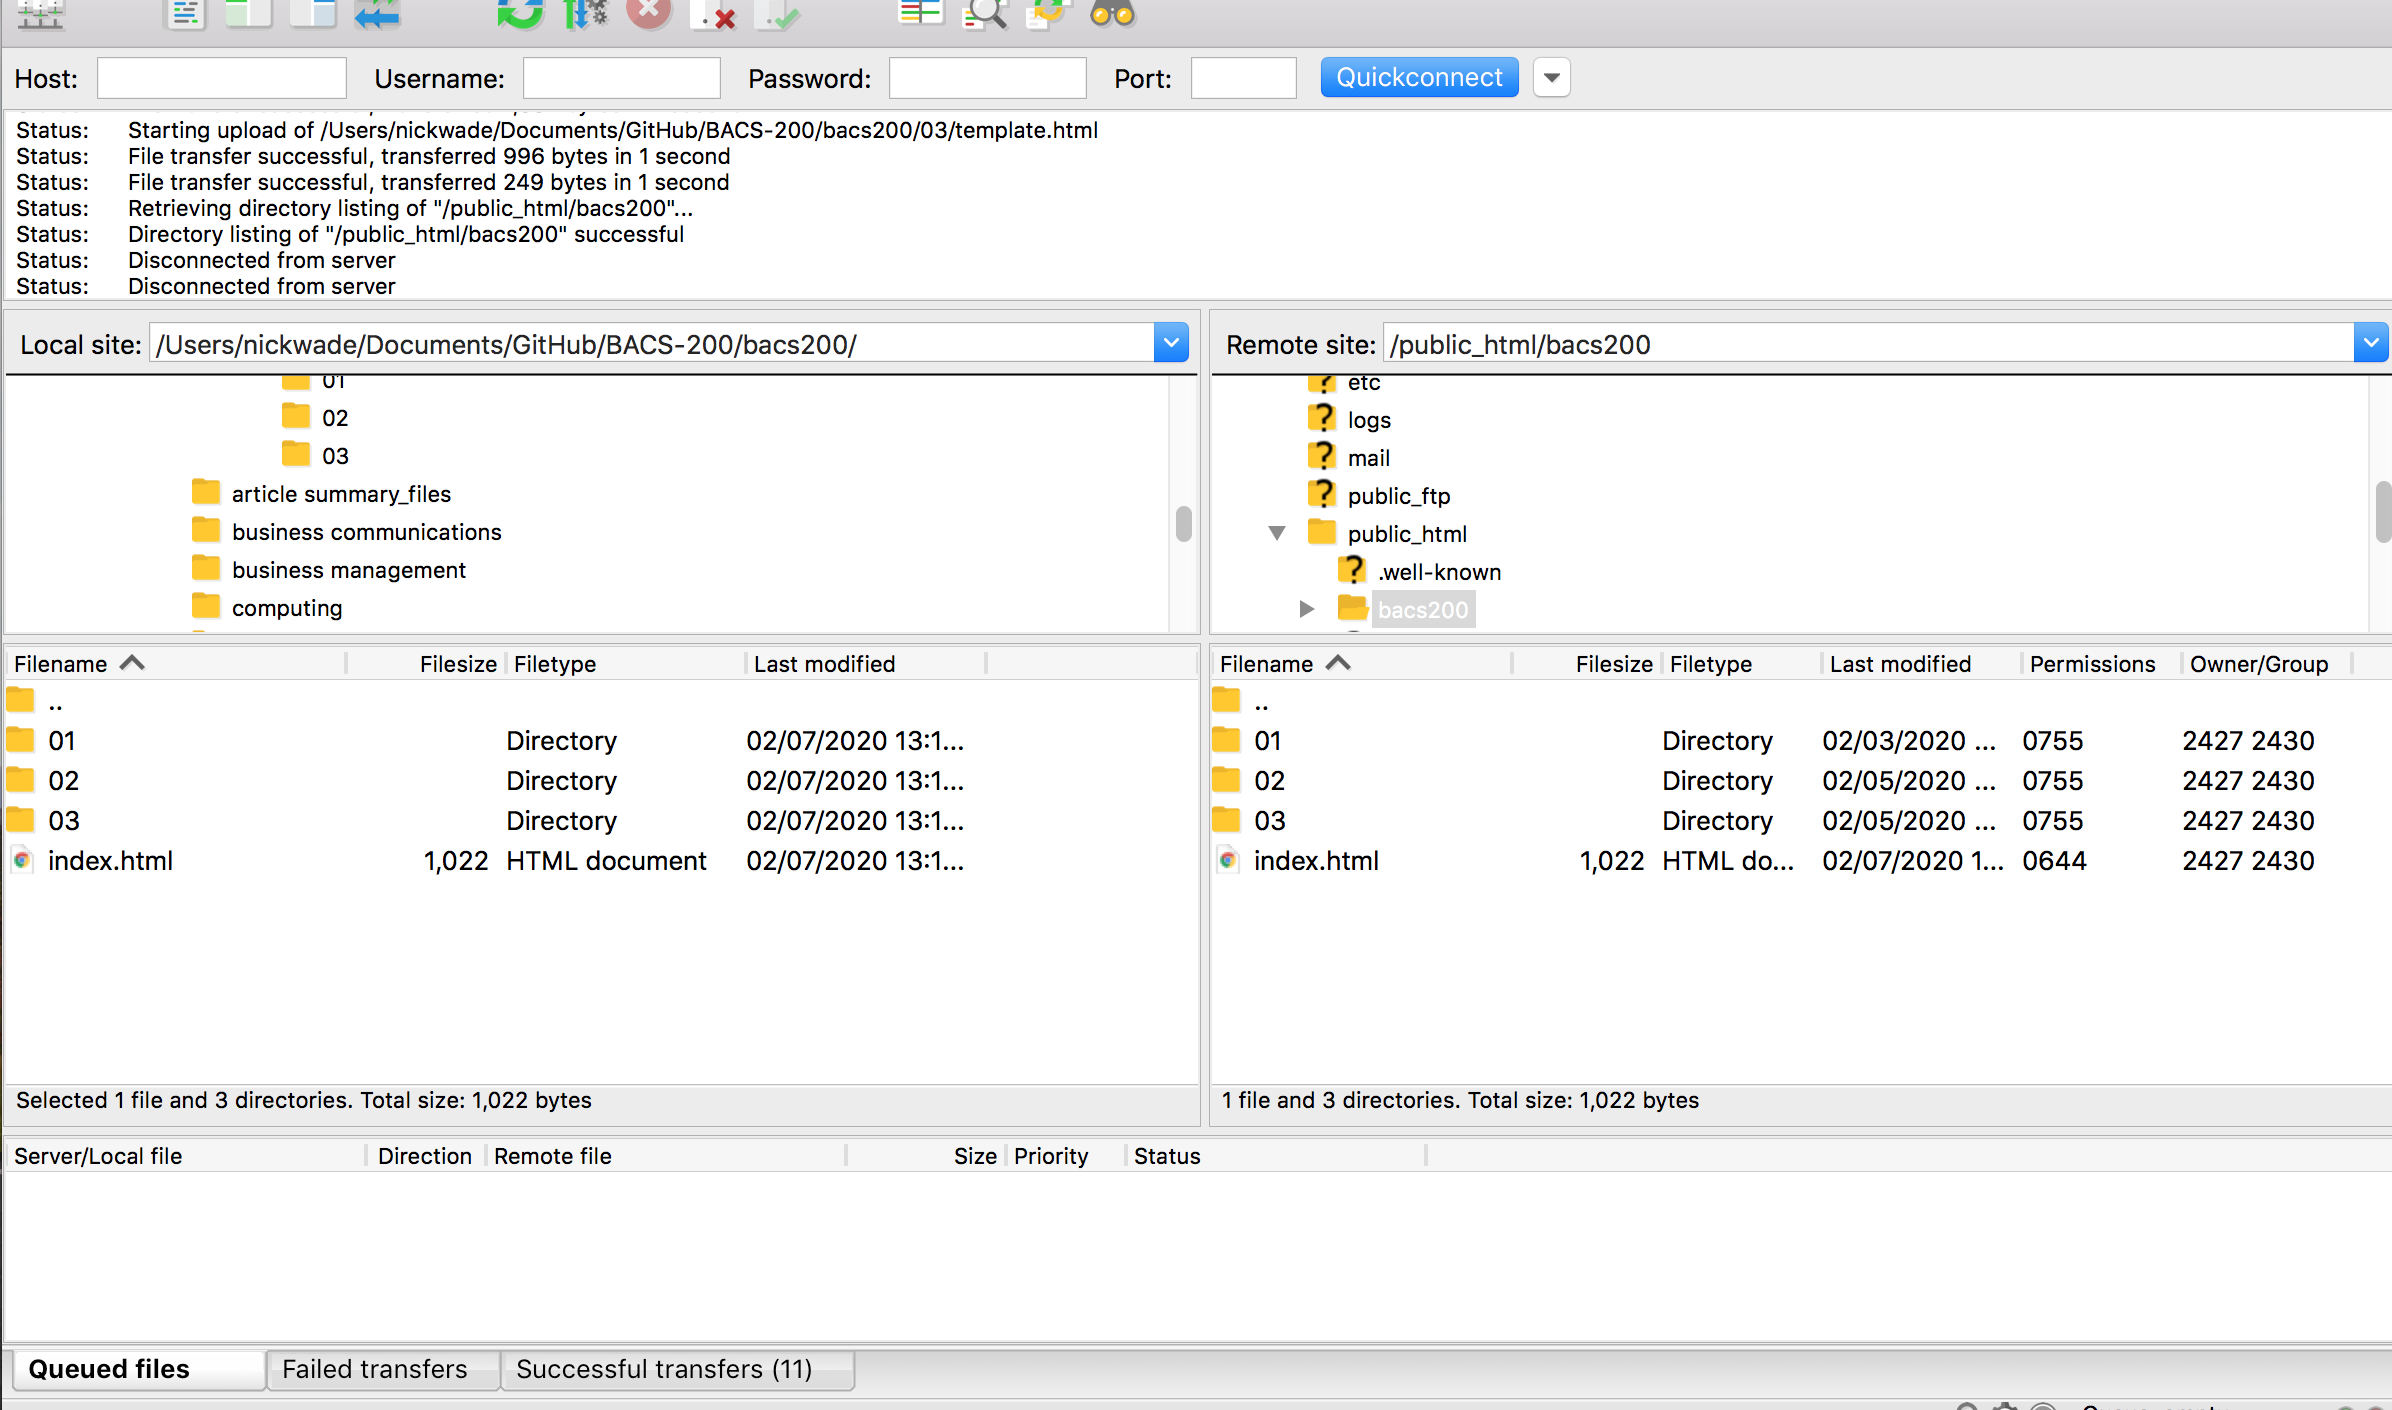 Host: Username: Password: Port: Quickconnect
Status: Starting upload of /Users/nickwade/Documents/GitHub/BACS-200/bacs200/03/template.html
Status: File transfer successful, transferred 996 bytes in 1 second
Status: File transfer successful, transferred 249 bytes in 1 second
Status: Retrieving directory listing of "/public_html/bacs200"...
Status: Directory listing of "/public_html/bacs200" successful
Status: Disconnected from server
Status: Disconnected from server
Local site: /Users/nickwade/Documents/GitHub/BACS-200/bacs200/
01
02
03
article summary_files
business communications
business management
computing
Remote site: /public_html/bacs200
etc
logs
mail
public_ftp
public_html
.well-known
bacs200
Filename Filesize Filetype Last modified
..
01 Directory 02/07/2020 13:1...
02 Directory 02/07/2020 13:1...
03 Directory 02/07/2020 13:1...
index.html 1,022 HTML document 02/07/2020 13:1...
Selected 1 file and 3 directories. Total size: 1,022 bytes
Filename Filesize Filetype Last modified Permissions Owner/Group
..
01 Directory 02/03/2020 ... 0755 2427 2430
02 Directory 02/05/2020 ... 0755 2427 2430
03 Directory 02/05/2020 ... 0755 2427 2430
index.html 1,022 HTML do... 02/07/2020 1... 0644 2427 2430
1 file and 3 directories. Total size: 1,022 bytes
Server/Local file Direction Remote file Size Priority Status
Queued files Failed transfers Successful transfers (11)